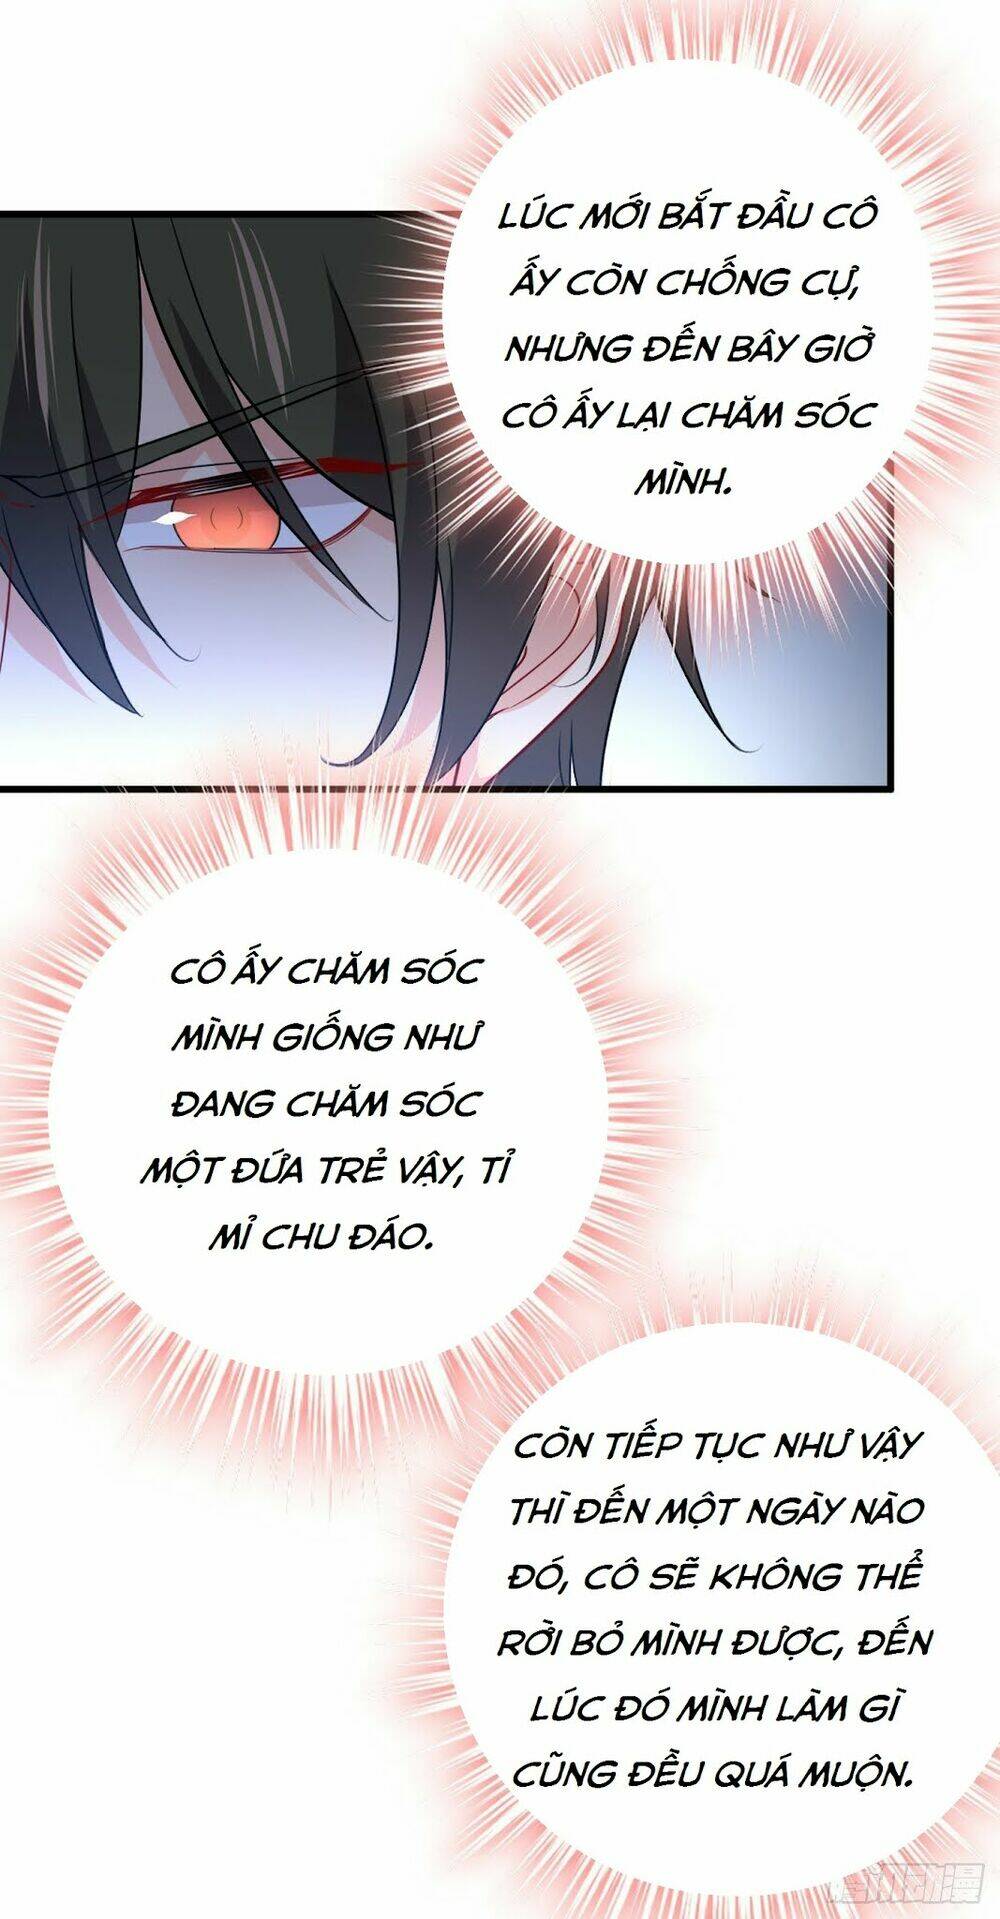 LÚC MỚI BẮT ĐẦU CÔ
ẤY CÒN CHỐNG CỰ,
NHƯNG ĐẾN BÂY GIỜ
CÔ ẤY LẠI CHĂM SÓC
MÌNH.
CÔ ẤY CHĂM SÓC
MÌNH GIỐNG NHƯ
ĐANG CHĂM SÓC
MỘT ĐỨA TRẺ VẬY, TỈ
MỈ CHU ĐÁO.
CÒN TIẾP TỤC NHƯ VẬY
THÌ ĐẾN MỘT NGÀY NÀO
ĐÓ, CÔ SẼ KHÔNG THỂ
RỜI BỎ MÌNH ĐƯỢC, ĐẾN
LÚC ĐÓ MÌNH LÀM GÌ
CŨNG ĐỀU QUÁ MUỘN.